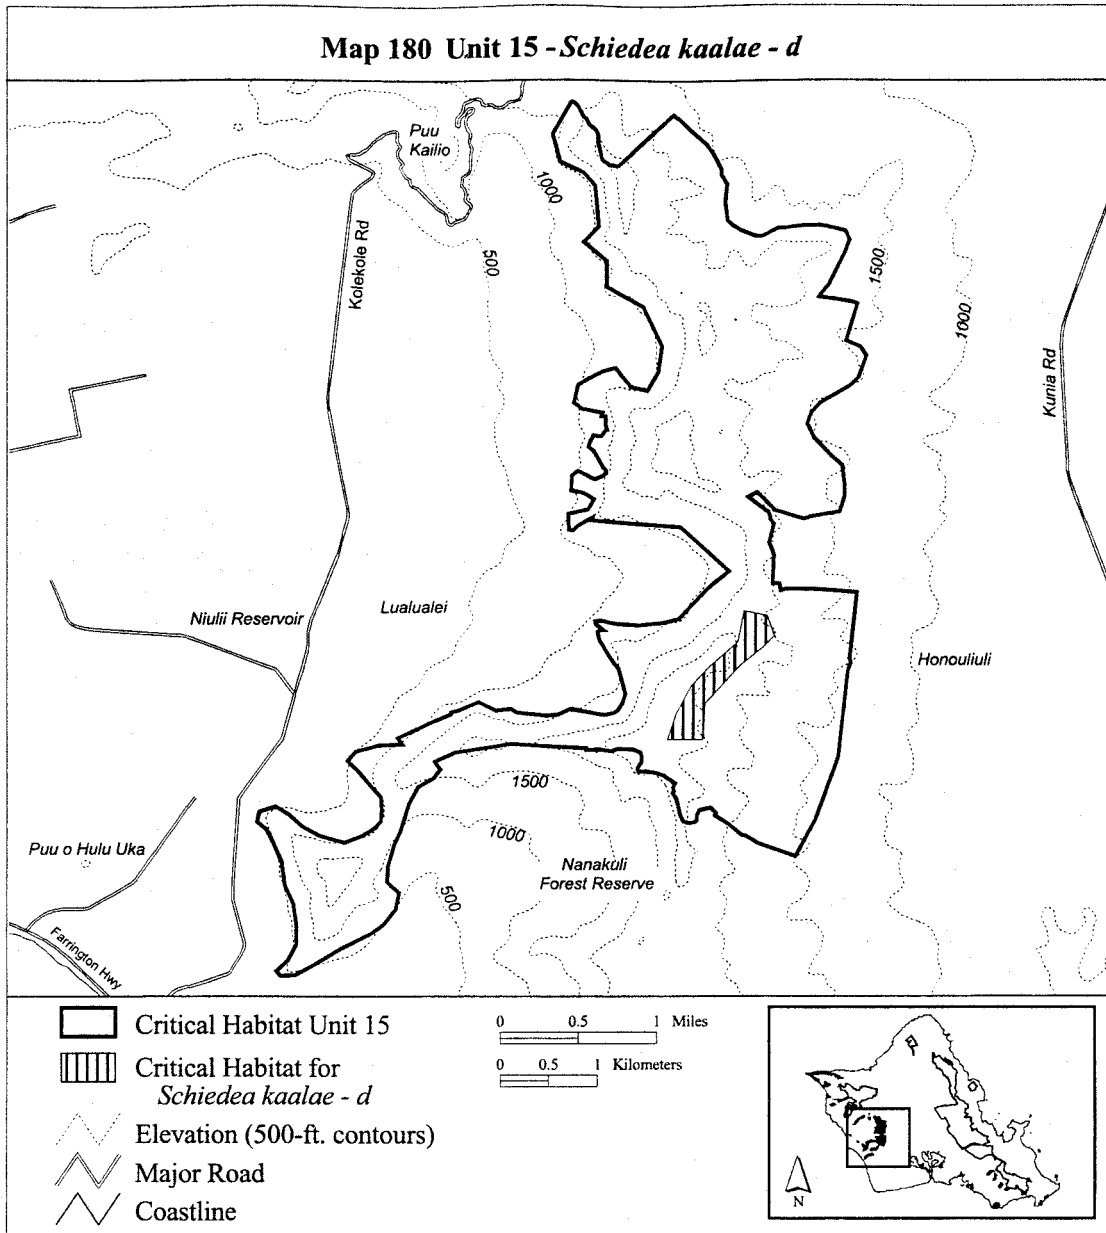 Map 180 Unit 15 - Schiedea kaalae - d
Puu
Kailio
1000
Kolekole Rd
500
1500
1000
Kunia Rd
Niulii Reservoir
Lualualei
Honouliuli
1500
1000
Puu o Hulu Uka
Nanakuli
Forest Reserve
500
Farrington Hwy
Critical Habitat Unit 15
Critical Habitat for
Schiedea kaalae - d
Elevation (500-ft. contours)
Major Road
Coastline
0 0.5 1 Miles
0 0.5 1 Kilometers
N